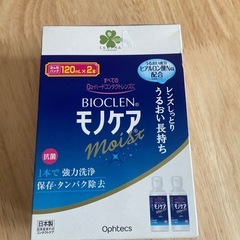 120mL×2本
すべての
O₂・ハードコンタクトレンズに
うるおい成分
ヒアルロン酸Na
配合
BIOCLEN
モノケア
moist
レンズしっとり
うるおい長持ち
抗菌
1本で強力洗浄
保存・タンパク除去
日本製
Ophtecs